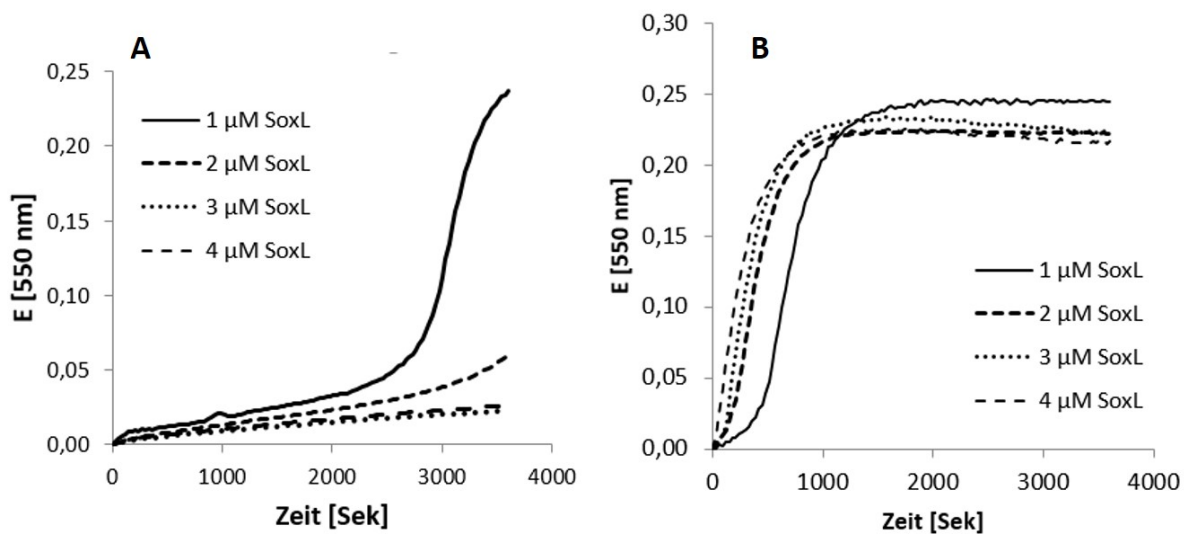 A
E [550 nm]
0,25
0,20
0,15
0,10
0,05
0,00
1 µM SoxL
2 µM SoxL
3 µM SoxL
4 µM SoxL
0 1000 2000 3000 4000
Zeit [Sek]
B
E [550 nm]
0,30
0,25
0,20
0,15
0,10
0,05
0,00
1 µM SoxL
2 µM SoxL
3 µM SoxL
4 µM SoxL
0 1000 2000 3000 4000
Zeit [Sek]